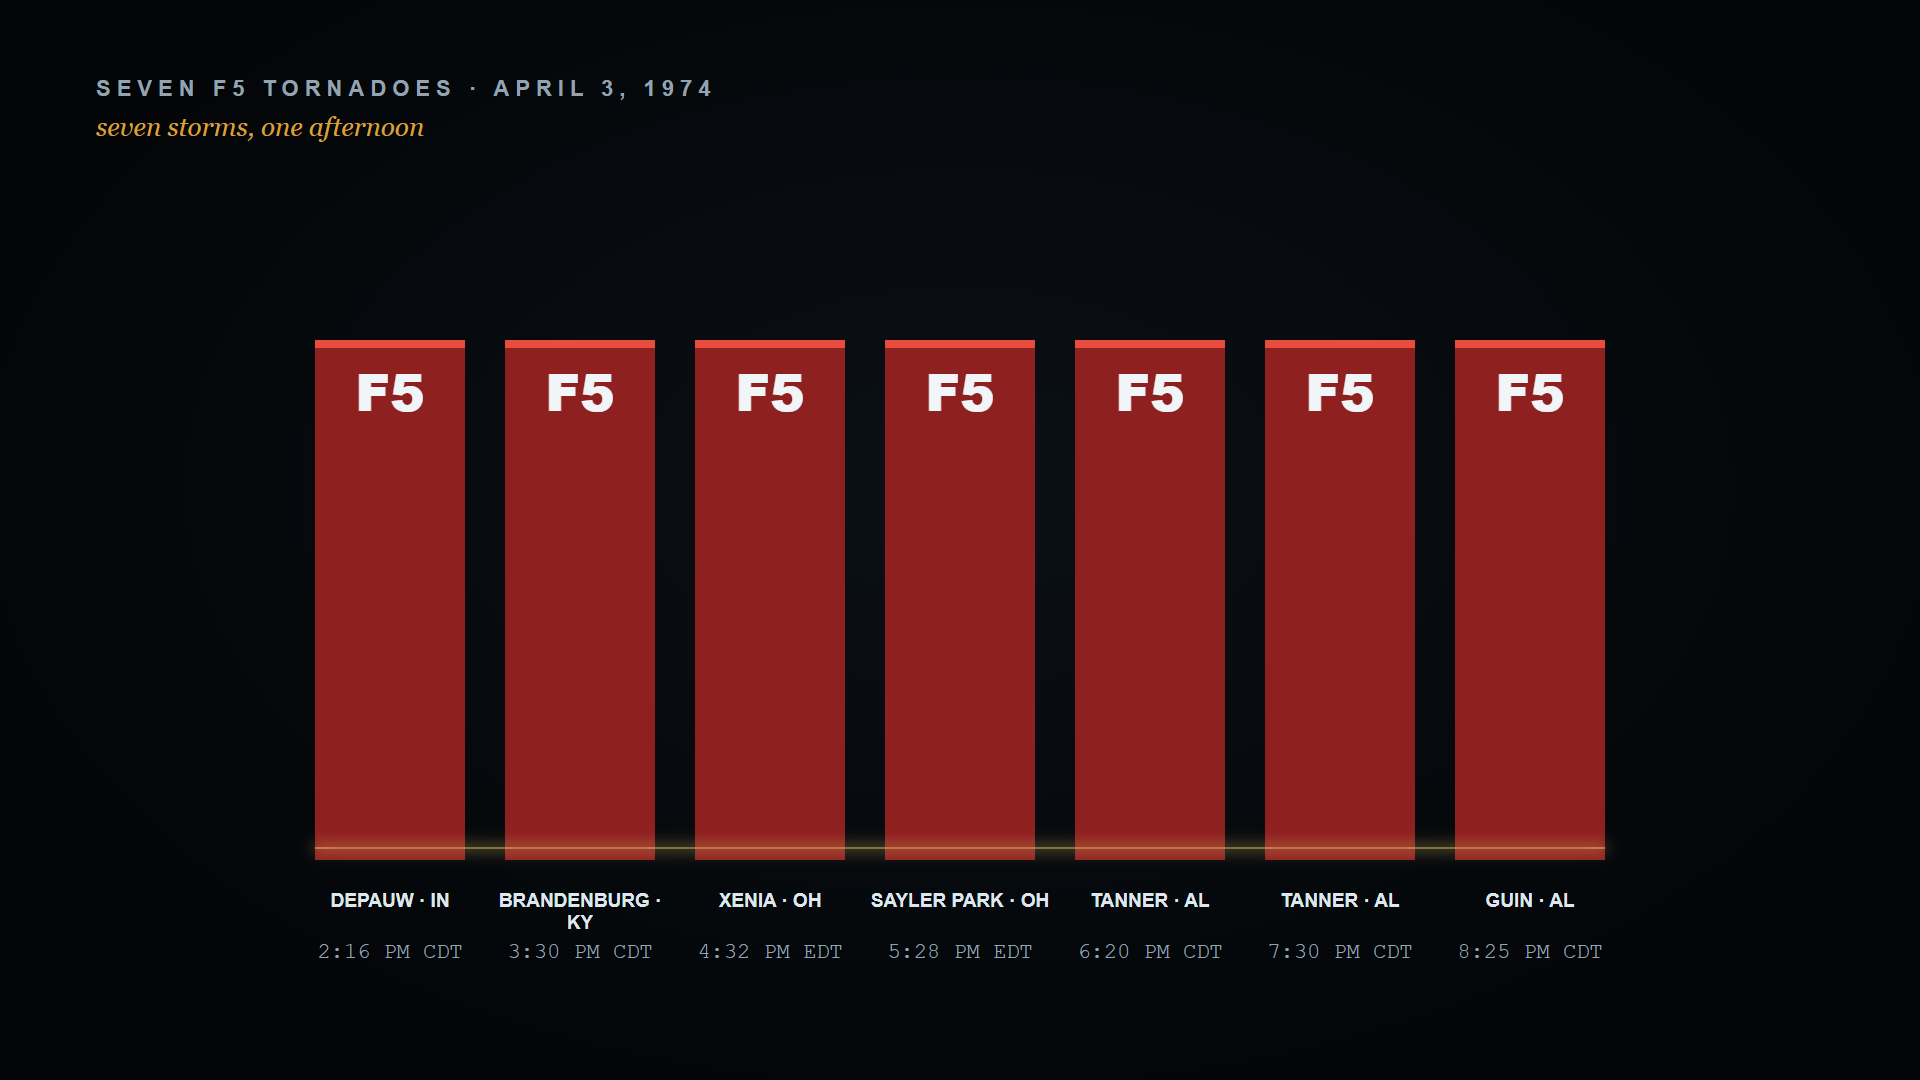 SEVEN F5 TORNADOES · APRIL 3, 1974
seven storms, one afternoon
F5 F5 F5 F5 F5 F5 F5
DEPAUW · IN
2:16 PM CDT
BRANDENBURG ·
KY
3:30 PM CDT
XENIA · OH
4:32 PM EDT
SAYLER PARK · OH
5:28 PM EDT
TANNER · AL
6:20 PM CDT
TANNER · AL
7:30 PM CDT
GUIN · AL
8:25 PM CDT